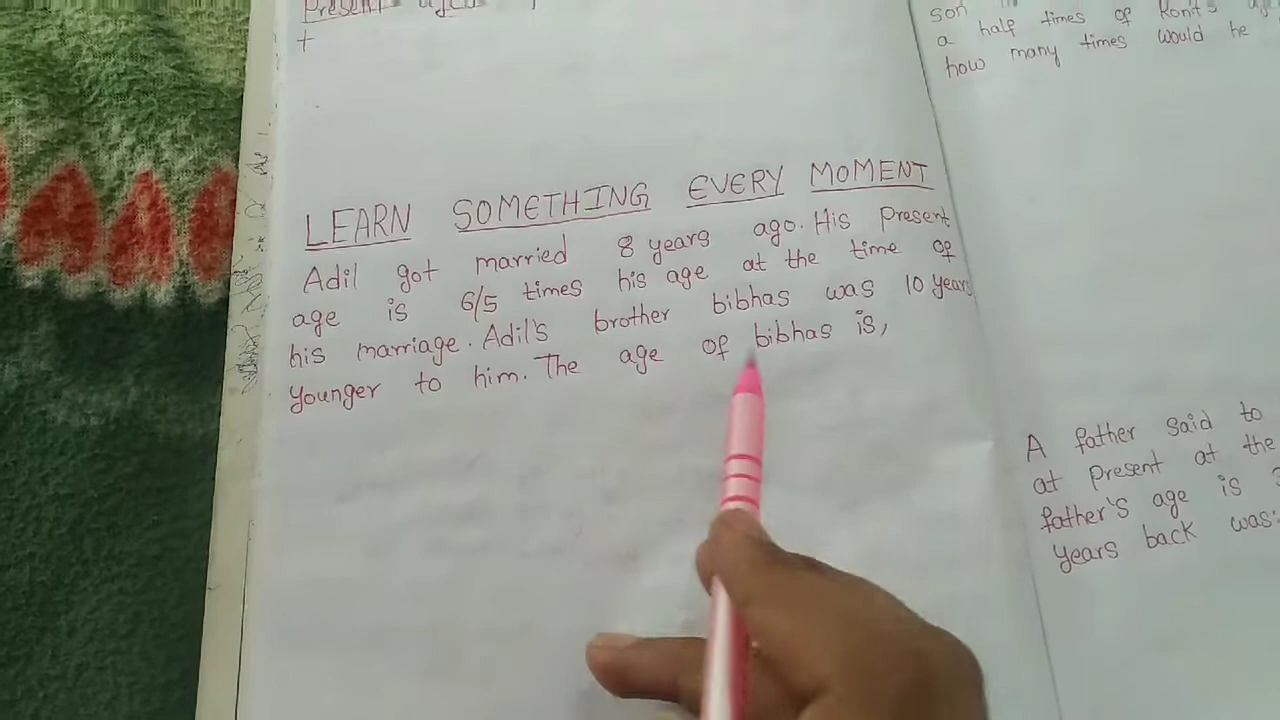 Present
+
LEARN SOMETHING EVERY MOMENT
Adil got married 8 years ago. His present
age is 6/5 times his age at the time of
his marriage. Adil's brother bibhas was 10 years
younger to him. The age of bibhas is,
son
a half times of Ronit's
how many times would he
A father said to
at present at the
father's age is
years back was: